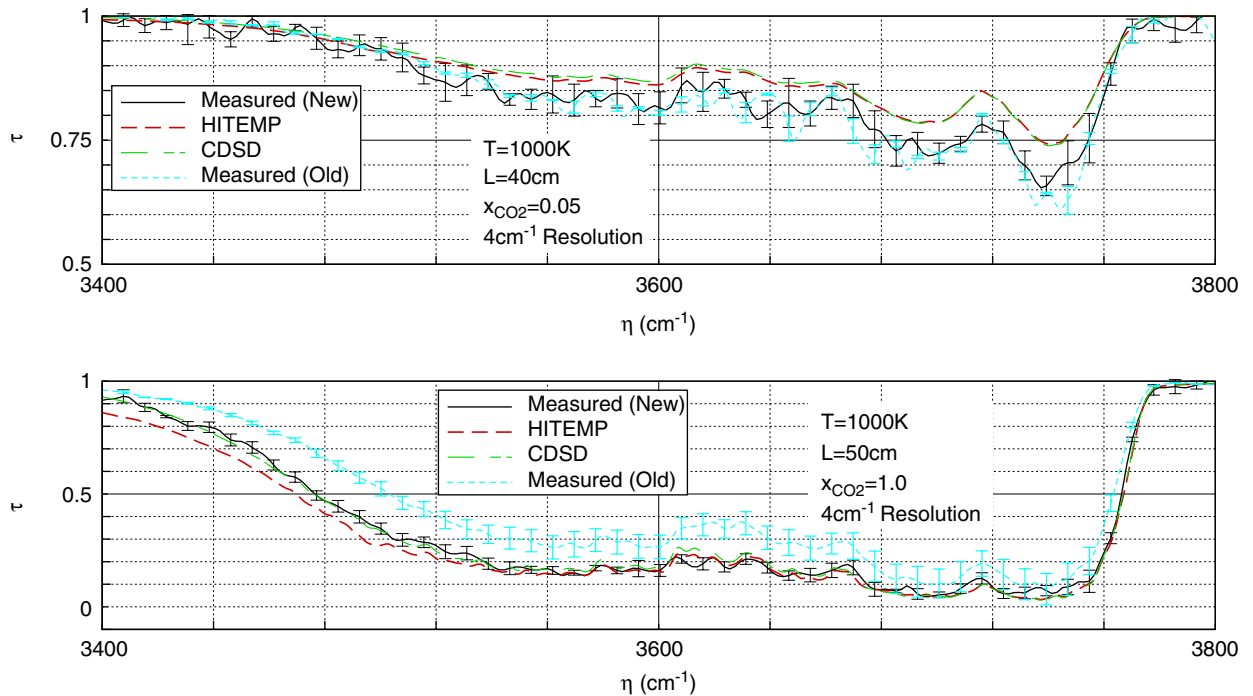 1
0.75
0.5
τ
Measured (New)
HITEMP
CDSD
Measured (Old)
T=1000K
L=40cm
xCO2=0.05
4cm-1 Resolution
3400
3600
3800
η (cm-1)
1
0.5
0
τ
Measured (New)
HITEMP
CDSD
Measured (Old)
T=1000K
L=50cm
xCO2=1.0
4cm-1 Resolution
3400
3600
3800
η (cm-1)